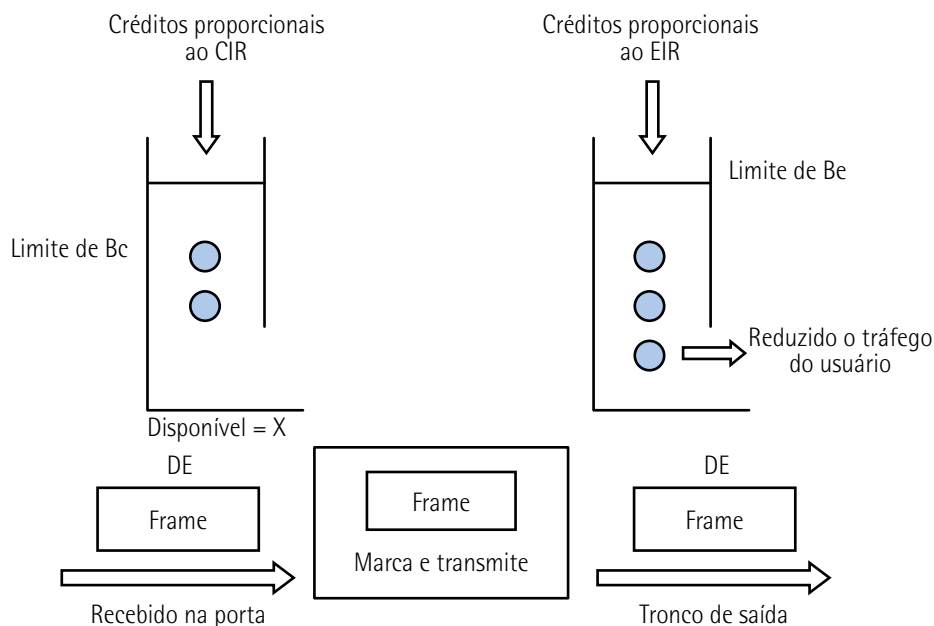 Créditos proporcionais
ao CIR
Créditos proporcionais
ao EIR
Limite de Be
Limite de Bc
Reduzido o tráfego
do usuário
Disponível = X
DE
Frame
Recebido na porta
Frame
Marca e transmite
DE
Frame
Tronco de saída